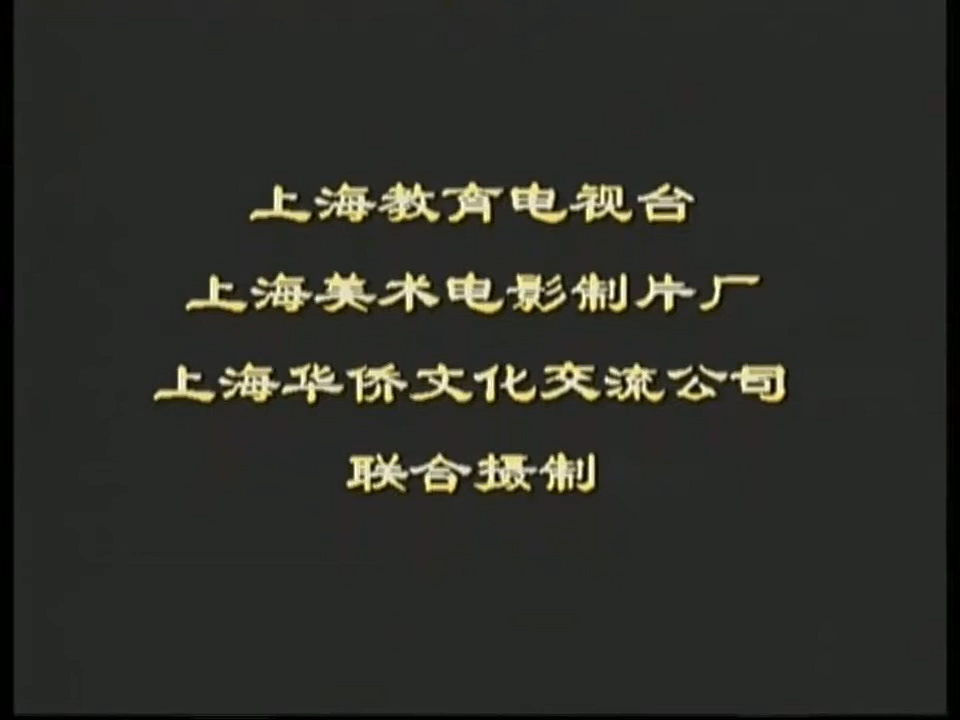 上海教育电视台
上海美术电影制片厂
上海华侨文化交流公司
联合摄制